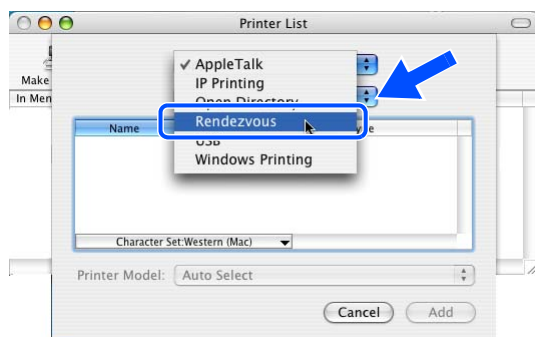 Printer List
AppleTalk
IP Printing
Make
Open Directory
In Men
Rendezvous
Name
USB
Windows Printing
Character Set:Western (Mac)
Printer Model: Auto Select
Cancel Add